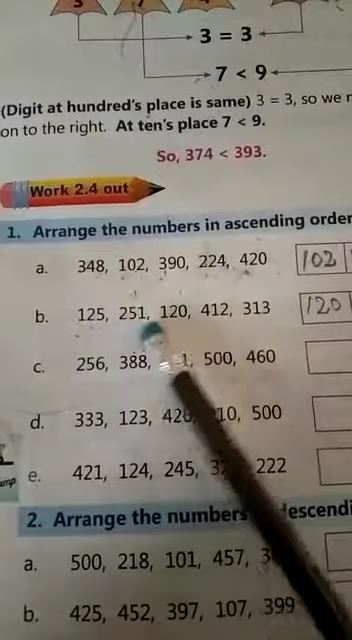 3 = 3
7 < 9
(Digit at hundred's place is same) 3 = 3, so we
on to the right. At ten's place 7 < 9.
So, 374 < 393.
Work 2.4 out
1. Arrange the numbers in ascending order
a. 348, 102, 390, 224, 420 102
b. 125, 251, 120, 412, 313 120
c. 256, 388, 500, 460
d. 333, 123, 500
e. 421, 124, 245, 222
2. Arrange the numbers
a. 500, 218, 101, 457,
b. 425, 452, 397, 107, 399